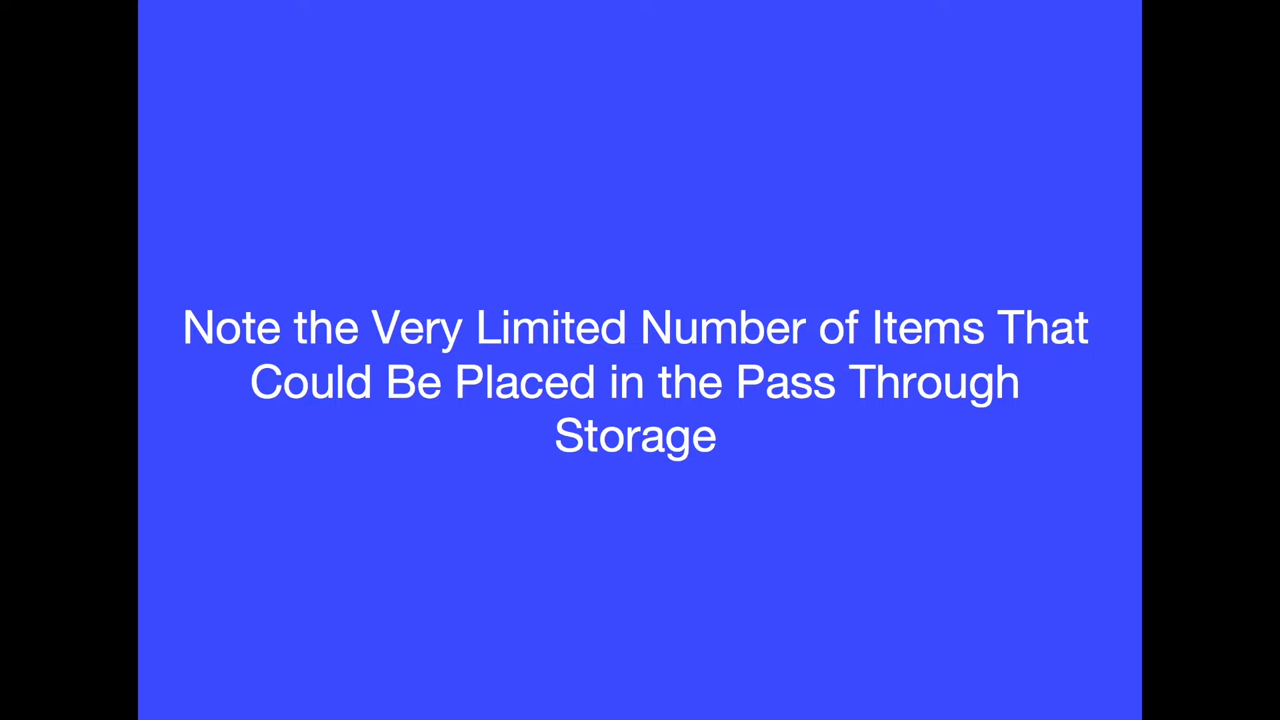 Note the Very Limited Number of Items That
Could Be Placed in the Pass Through
Storage